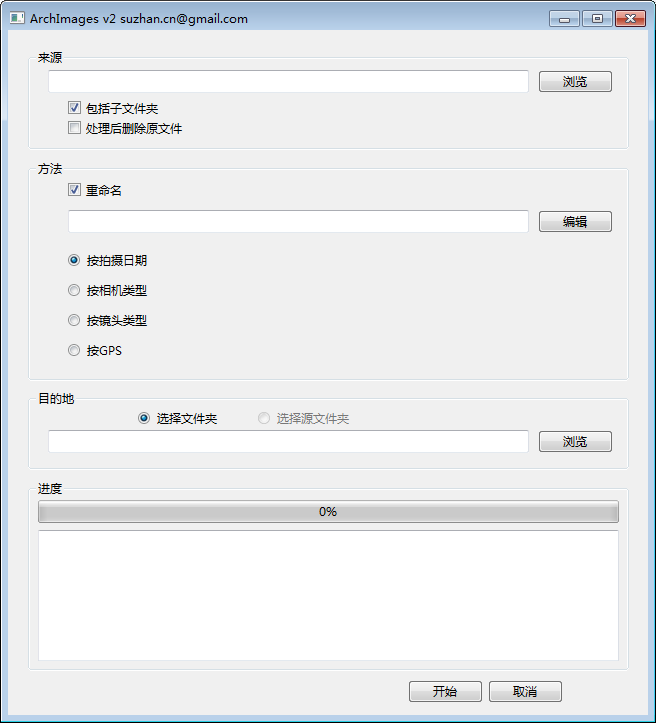 ArchImages v2 suzhan.cn@gmail.com
来源
浏览
包括子文件夹
处理后删除原文件
方法
重命名
编辑
按拍摄日期
按相机类型
按镜头类型
按GPS
目的地
选择文件夹 选择源文件夹
浏览
进度
0%
开始 取消